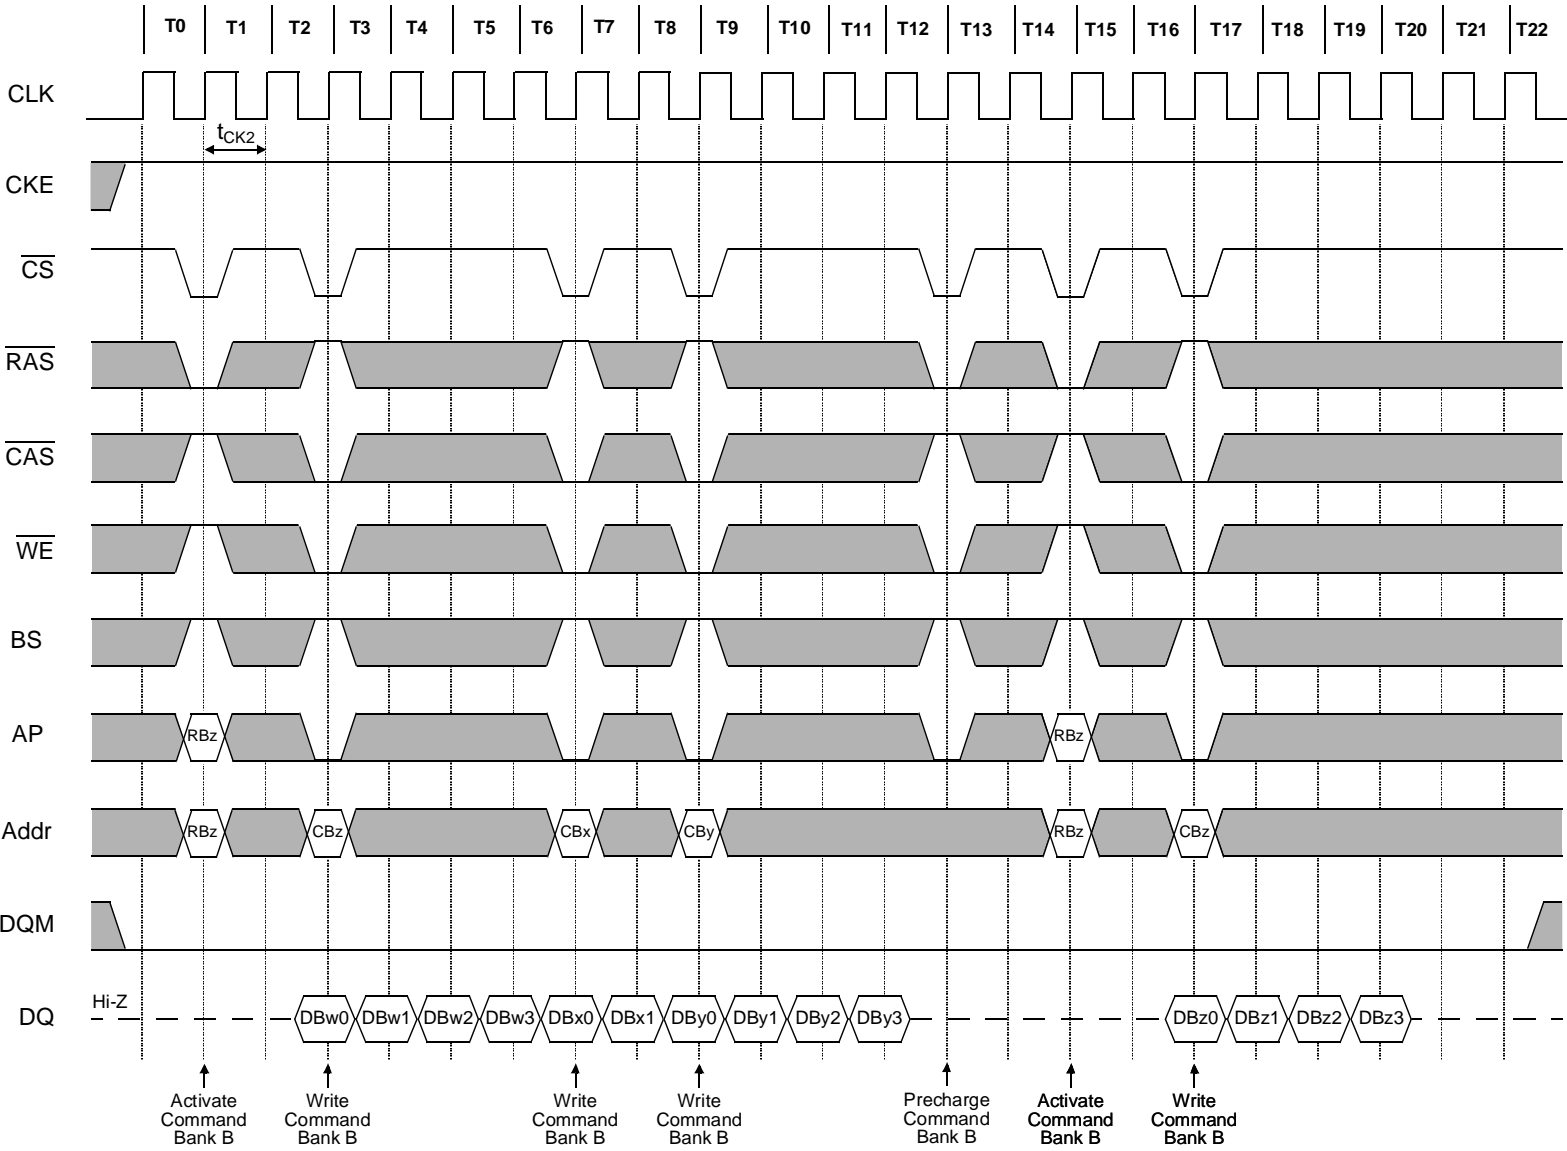 T0 T1 T2 T3 T4 T5 T6 T7 T8 T9 T10 T11 T12 T13 T14 T15 T16 T17 T18 T19 T20 T21 T22
CLK
tCK2
CKE
CS
RAS
CAS
WE
BS
AP RBz RBz
Addr RBz CBz CBx CBy RBz CBz
DQM
Hi-Z
DQ DBw0 DBw1 DBw2 DBw3 DBx0 DBx1 DBy0 DBy1 DBy2 DBy3 DBz0 DBz1 DBz2 DBz3
Activate
Command
Bank B
Write
Command
Bank B
Write
Command
Bank B
Write
Command
Bank B
Precharge
Command
Bank B
Activate
Command
Bank B
Write
Command
Bank B